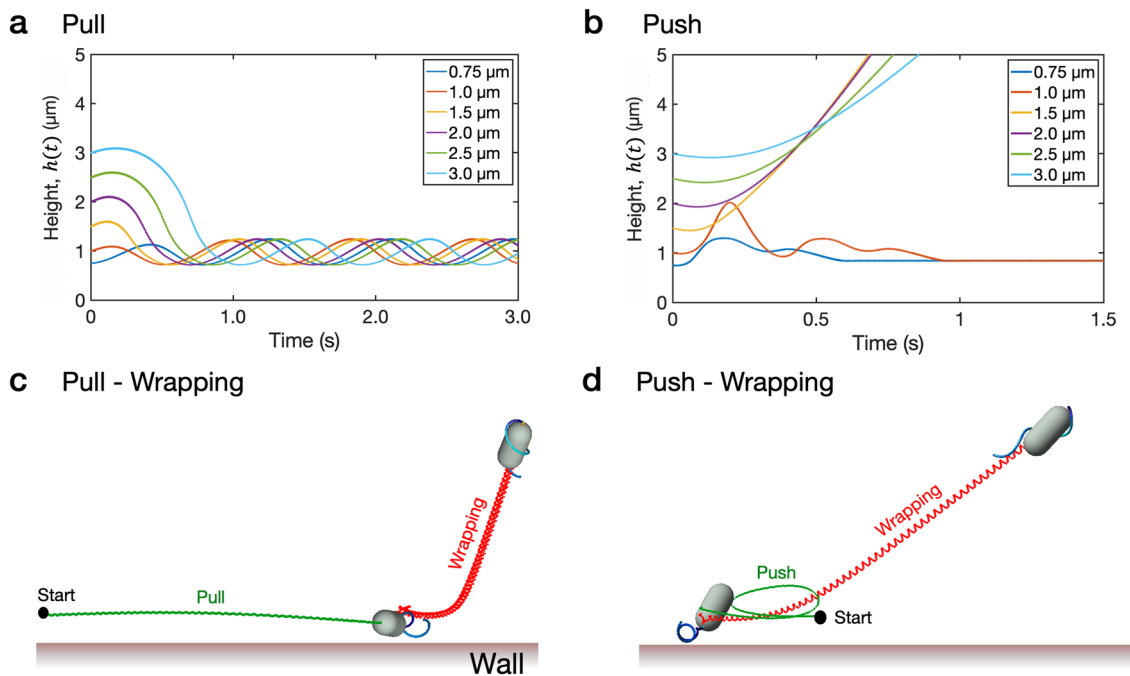 a Pull
5
4
3
2
1
0
Height, h(t) (μm)
0.75 μm
1.0 μm
1.5 μm
2.0 μm
2.5 μm
3.0 μm
0 1.0 2.0 3.0
Time (s)
b Push
5
4
3
2
1
0
Height, h(t) (μm)
0.75 μm
1.0 μm
1.5 μm
2.0 μm
2.5 μm
3.0 μm
0 0.5 1 1.5
Time (s)
c Pull - Wrapping
Start
Pull
Wrapping
Wall
d Push - Wrapping
Wrapping
Push
Start